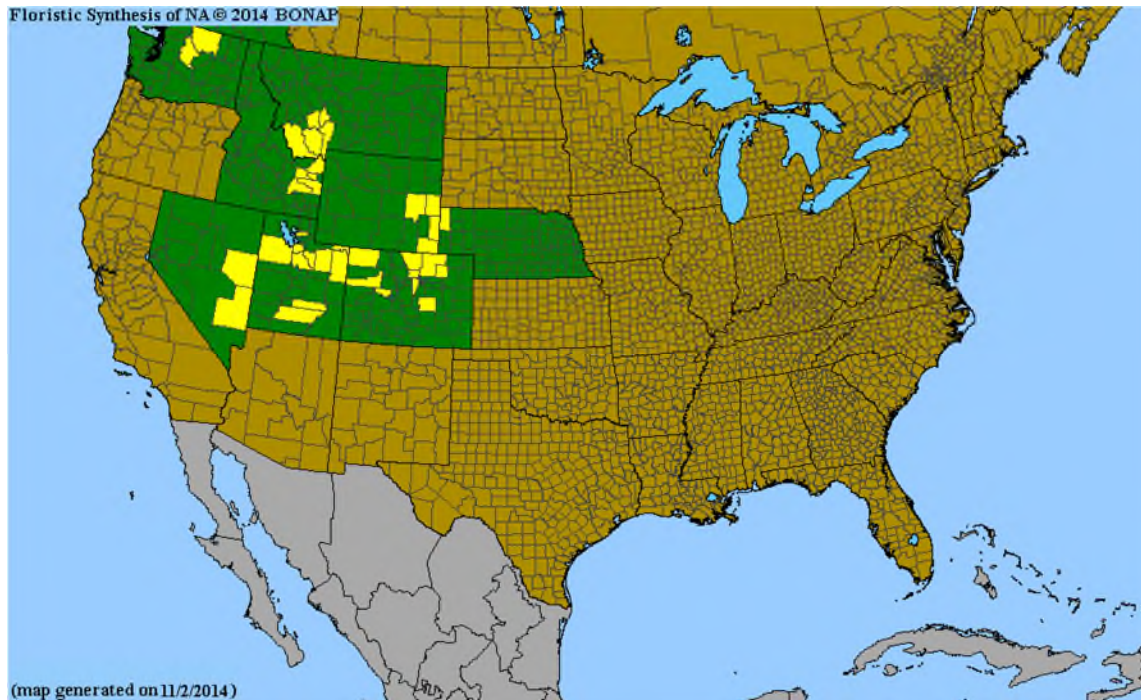 Floristic Synthesis of NA © 2014 BONAP
(map generated on 11/2/2014)